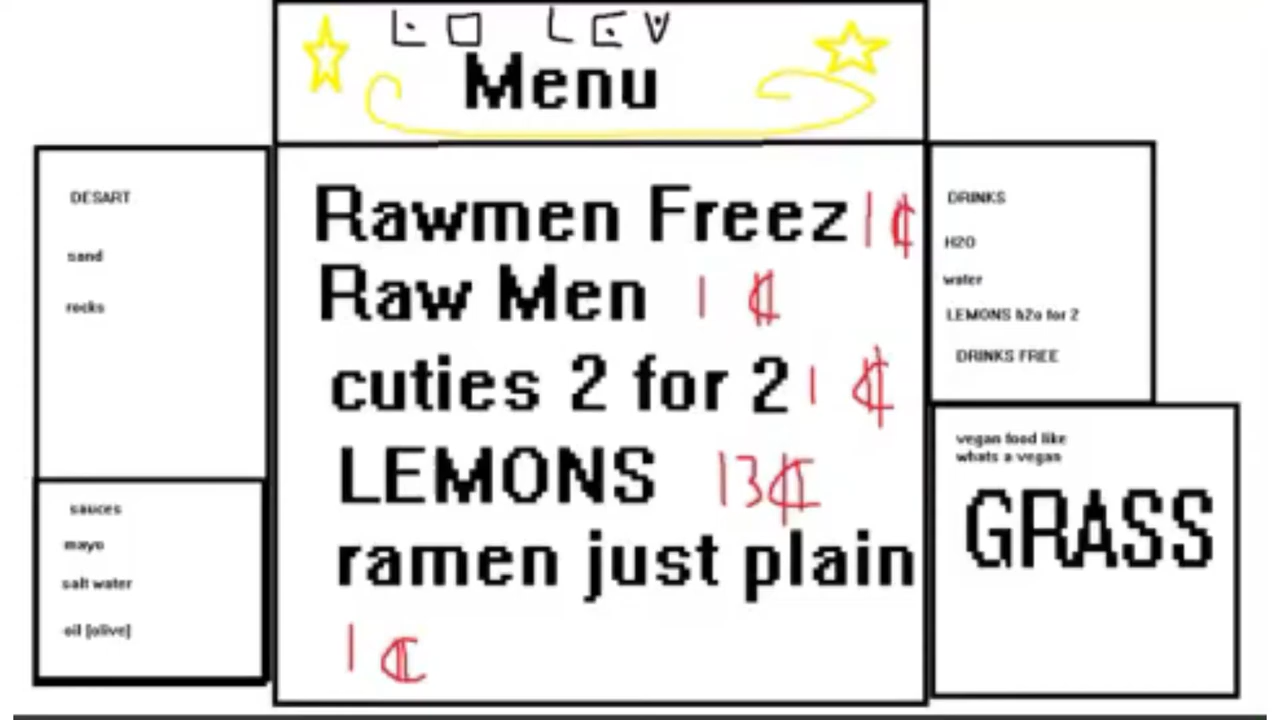 Menu
DESART
sand
rocks
sauces
mayo
salt water
oil [olive]
Rawmen Freez 1¢
Raw Men 1¢
cuties 2 for 2 1¢
LEMONS 13¢
ramen just plain
1¢
DRINKS
H2O
water
LEMONS h2o for 2
DRINKS FREE
vegan food like
whats a vegan
GRASS